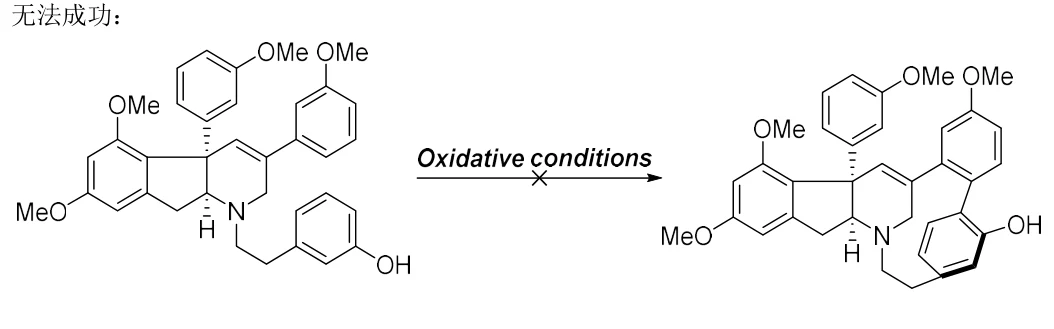 无法成功：
OMe OMe
OMe
MeO
N
H
OH
Oxidative conditions
OMe OMe
OMe
MeO
N
H
OH